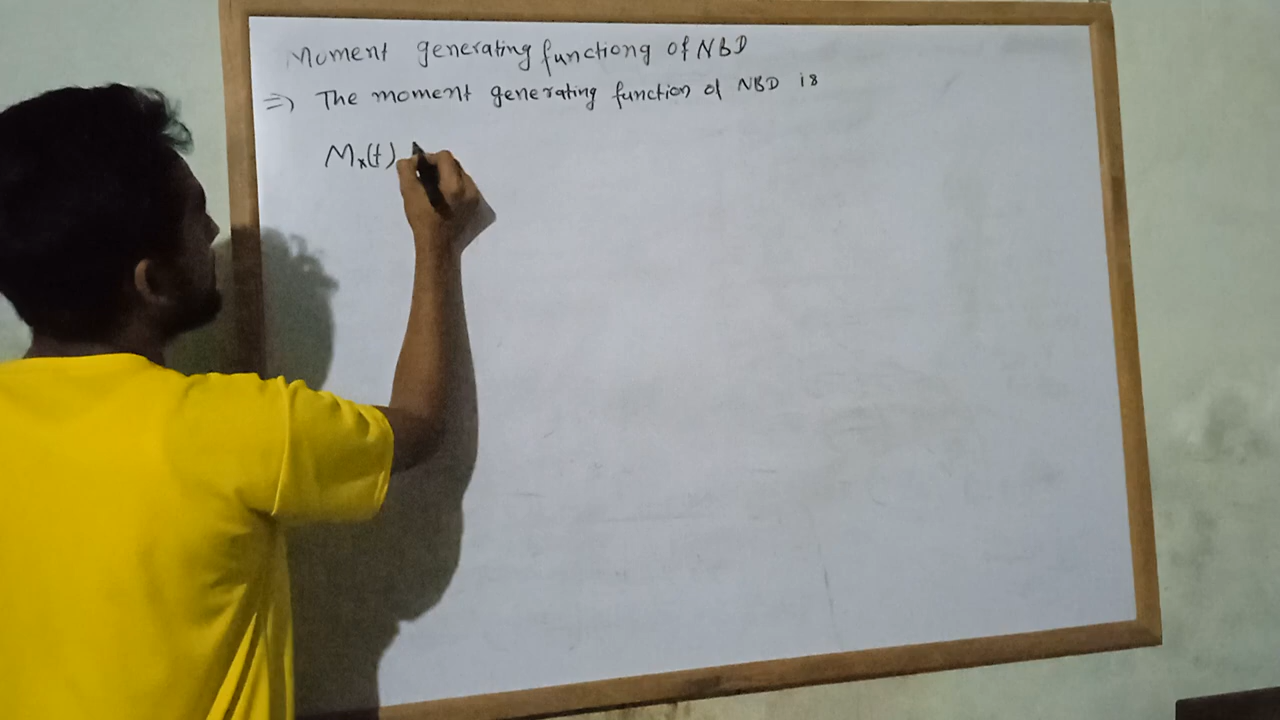 Moment generating functiong of NBD
=> The moment generating function of NBD is
Mx(t)